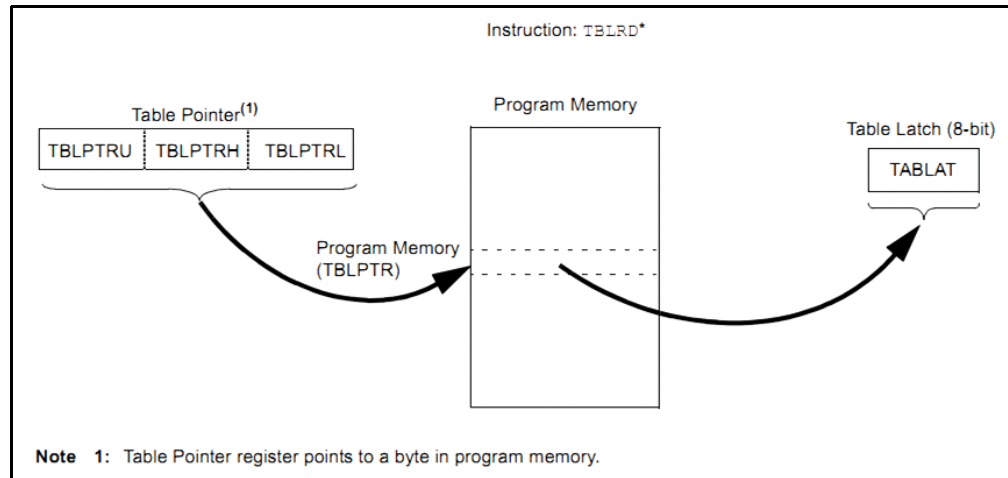 Instruction: TBLRD*
Table Pointer(1)
Program Memory
Table Latch (8-bit)
TBLPTRU TBLPTRH TBLPTRL
TABLAT
Program Memory
(TBLPTR)
Note 1: Table Pointer register points to a byte in program memory.